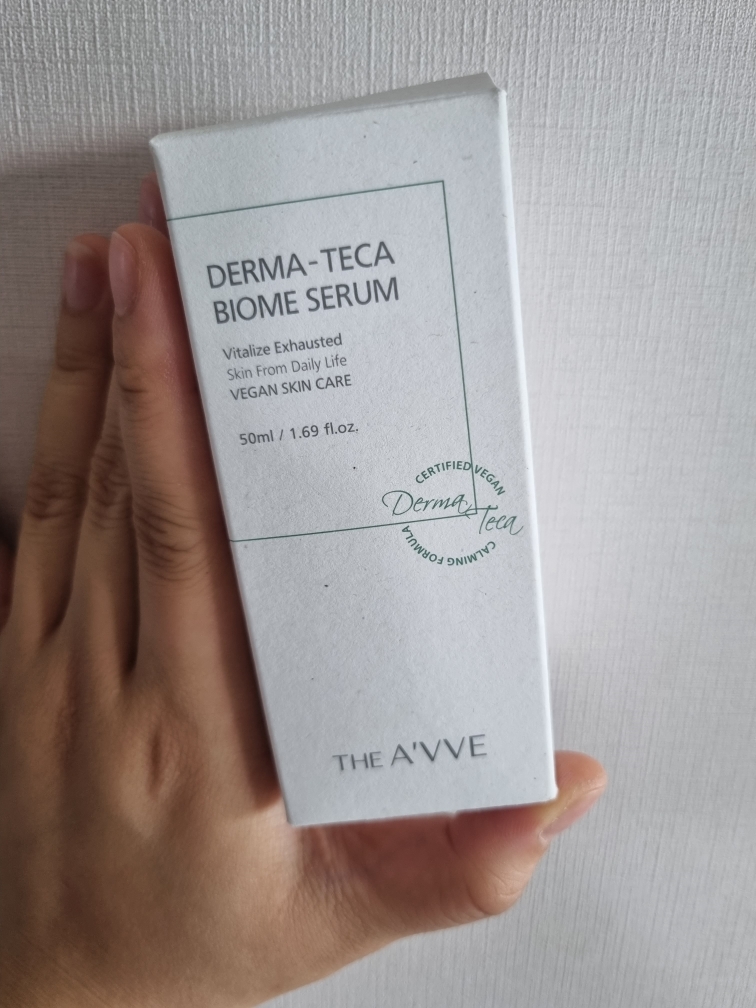 DERMA-TECA
BIOME SERUM
Vitalize Exhausted
Skin From Daily Life
VEGAN SKIN CARE
50ml / 1.69 fl.oz.
CERTIFIED VEGAN
Derma
Teca
CALMING FORMULA
THE A'VVE